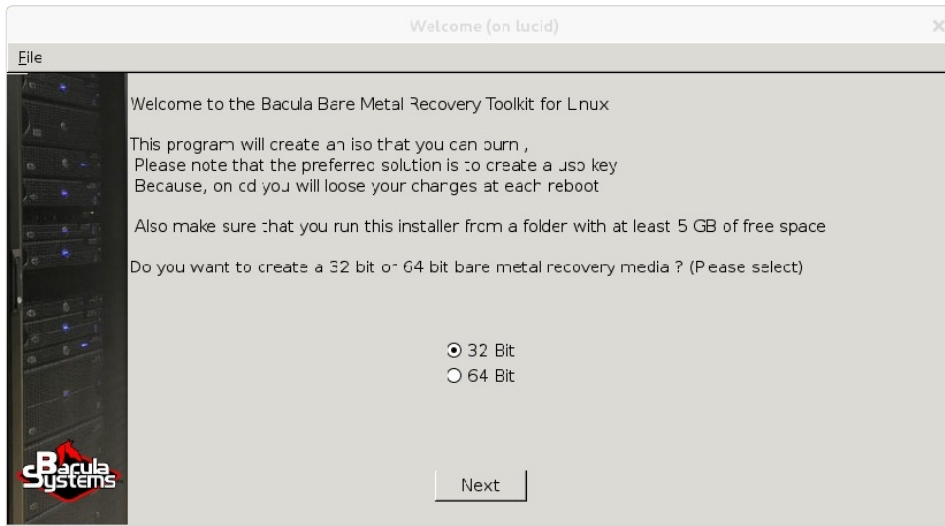 Welcome (on lucid)
File
Welcome to the Bacula Bare Metal Recovery Toolkit for Linux
This program will create an iso that you can burn ,
Please note that the preferred solution is to create a usb key
Because, on cd you will loose your changes at each reboot
Also make sure that you run this installer from a folder with at least 5 GB of free space
Do you want to create a 32 bit or 64 bit bare metal recovery media ? (Please select)
32 Bit
64 Bit
Bacula
Systems
Next